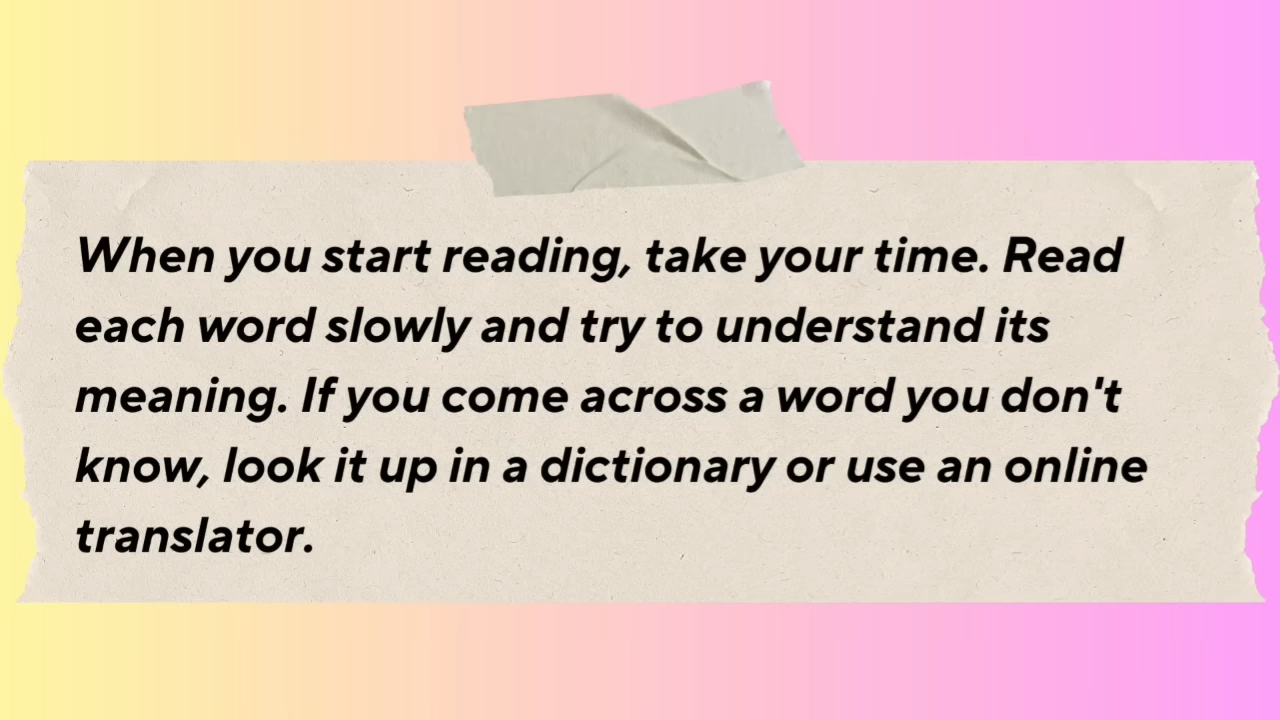 When you start reading, take your time. Read
each word slowly and try to understand its
meaning. If you come across a word you don't
know, look it up in a dictionary or use an online
translator.